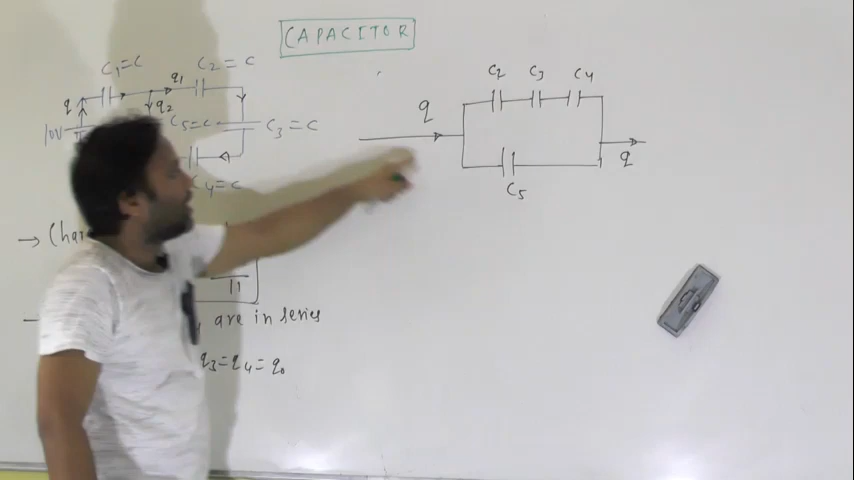 CAPACITOR
C₁=C
C₂ = C
q
q₁
q₂
10V
C₅=C
C₃ = C
C₄=C
→ (Cha
are in series
q₃=q₄=q₀
q
C₂ C₃ C₄
q
C₅